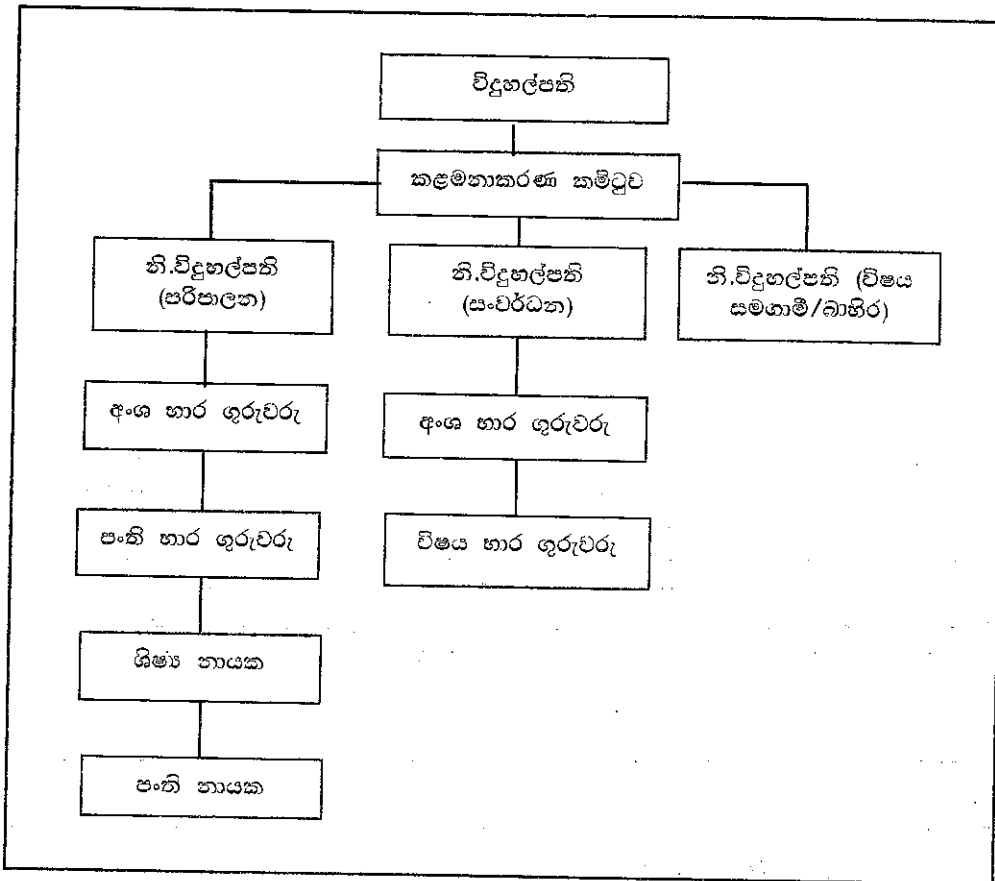 විදුහල්පති
කළමනාකරණ කමිටුව
නි.විදුහල්පති
(පරිපාලන)
නි.විදුහල්පති
(සංවර්ධන)
නි.විදුහල්පති (විෂය
සමගාමී/බාහිර)
අංශ භාර ගුරුවරු
අංශ භාර ගුරුවරු
පංති භාර ගුරුවරු
විෂය භාර ගුරුවරු
ශිෂ්‍ය නායක
පංති නායක